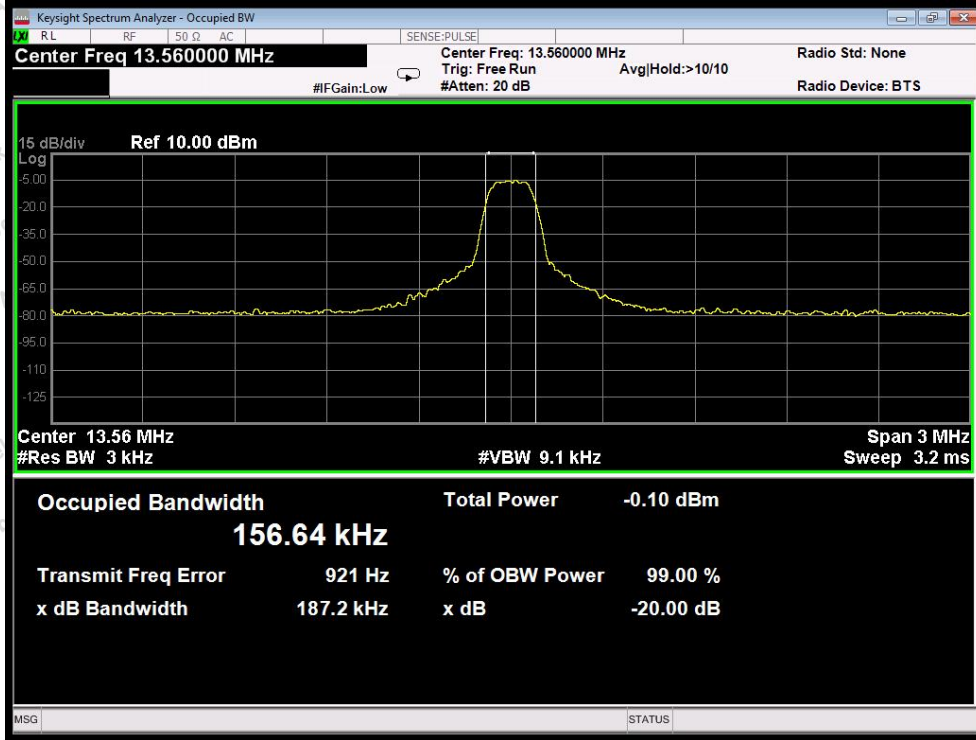 Keysight Spectrum Analyzer - Occupied BW
LXI RL RF 50 Ω AC SENSE:PULSE
Center Freq 13.560000 MHz
Center Freq: 13.560000 MHz
Radio Std: None
Trig: Free Run
Avg|Hold:>10/10
#IFGain:Low
#Atten: 20 dB
Radio Device: BTS
15 dB/div
Ref 10.00 dBm
Log
-5.00
-20.0
-35.0
-50.0
-65.0
-80.0
-95.0
-110
-125
Center 13.56 MHz
Span 3 MHz
#Res BW 3 kHz
#VBW 9.1 kHz
Sweep 3.2 ms
Occupied Bandwidth
Total Power -0.10 dBm
156.64 kHz
Transmit Freq Error 921 Hz
% of OBW Power 99.00 %
x dB Bandwidth 187.2 kHz
x dB -20.00 dB
MSG
STATUS